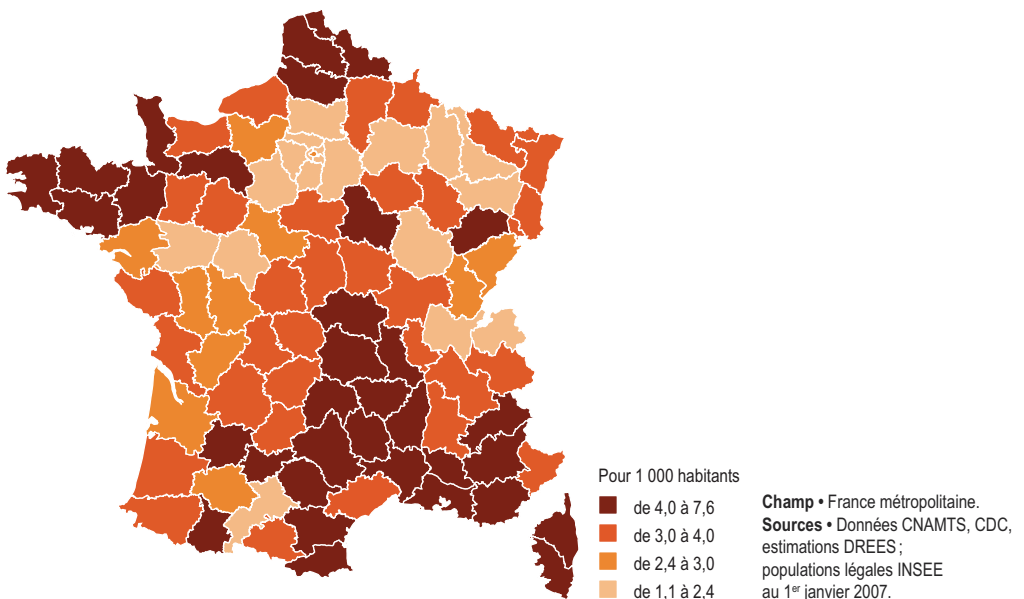 Pour 1 000 habitants
de 4,0 à 7,6
de 3,0 à 4,0
de 2,4 à 3,0
de 1,1 à 2,4
Champ • France métropolitaine.
Sources • Données CNAMTS, CDC,
estimations DREES ;
populations légales INSEE
au 1er janvier 2007.